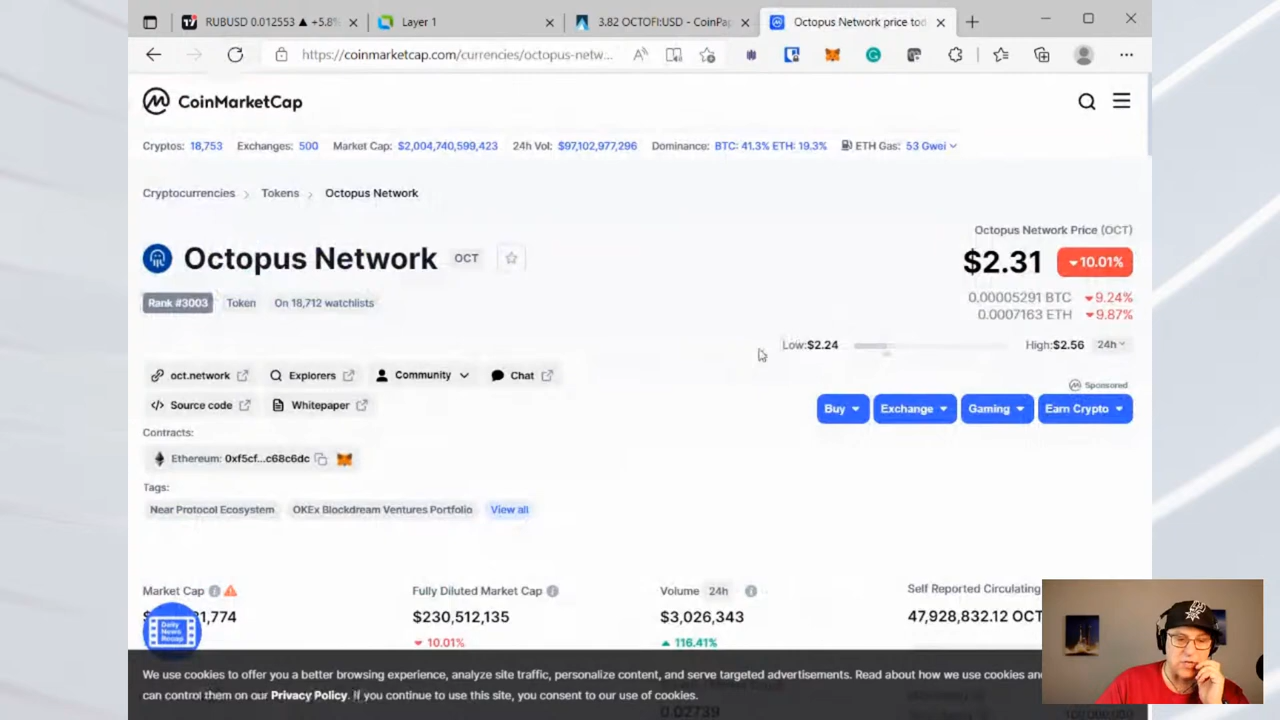 RUBUSD 0.012553 ▲ +5.8%
Layer 1
3.82 OCTOFI:USD - CoinPap
Octopus Network price tod
https://coinmarketcap.com/currencies/octopus-netw...
CoinMarketCap
Cryptos: 18,753 Exchanges: 500 Market Cap: $2,004,740,599,423 24h Vol: $97,102,977,296 Dominance: BTC: 41.3% ETH: 19.3% ETH Gas: 53 Gwei
Cryptocurrencies > Tokens > Octopus Network
Octopus Network Price (OCT)
Octopus Network OCT
$2.31 10.01%
Rank #3003 Token On 18,712 watchlists
0.00005291 BTC 9.24%
0.0007163 ETH 9.87%
Low:$2.24 High:$2.56 24h
oct.network Explorers Community Chat
Sponsored
Source code Whitepaper
Buy Exchange Gaming Earn Crypto
Contracts:
Ethereum: 0xf5cf...c68c6dc
Tags:
Near Protocol Ecosystem OKEx Blockdream Ventures Portfolio View all
Market Cap Fully Diluted Market Cap Volume 24h Self Reported Circulating
$230,512,135 $3,026,343 47,928,832.12 OCT
Daily
News
Recap
10.01% 116.41%
We use cookies to offer you a better browsing experience, analyze site traffic, personalize content, and serve targeted advertisements. Read about how we use cookies an
can control them on our Privacy Policy. If you continue to use this site, you consent to our use of cookies.
0.02739